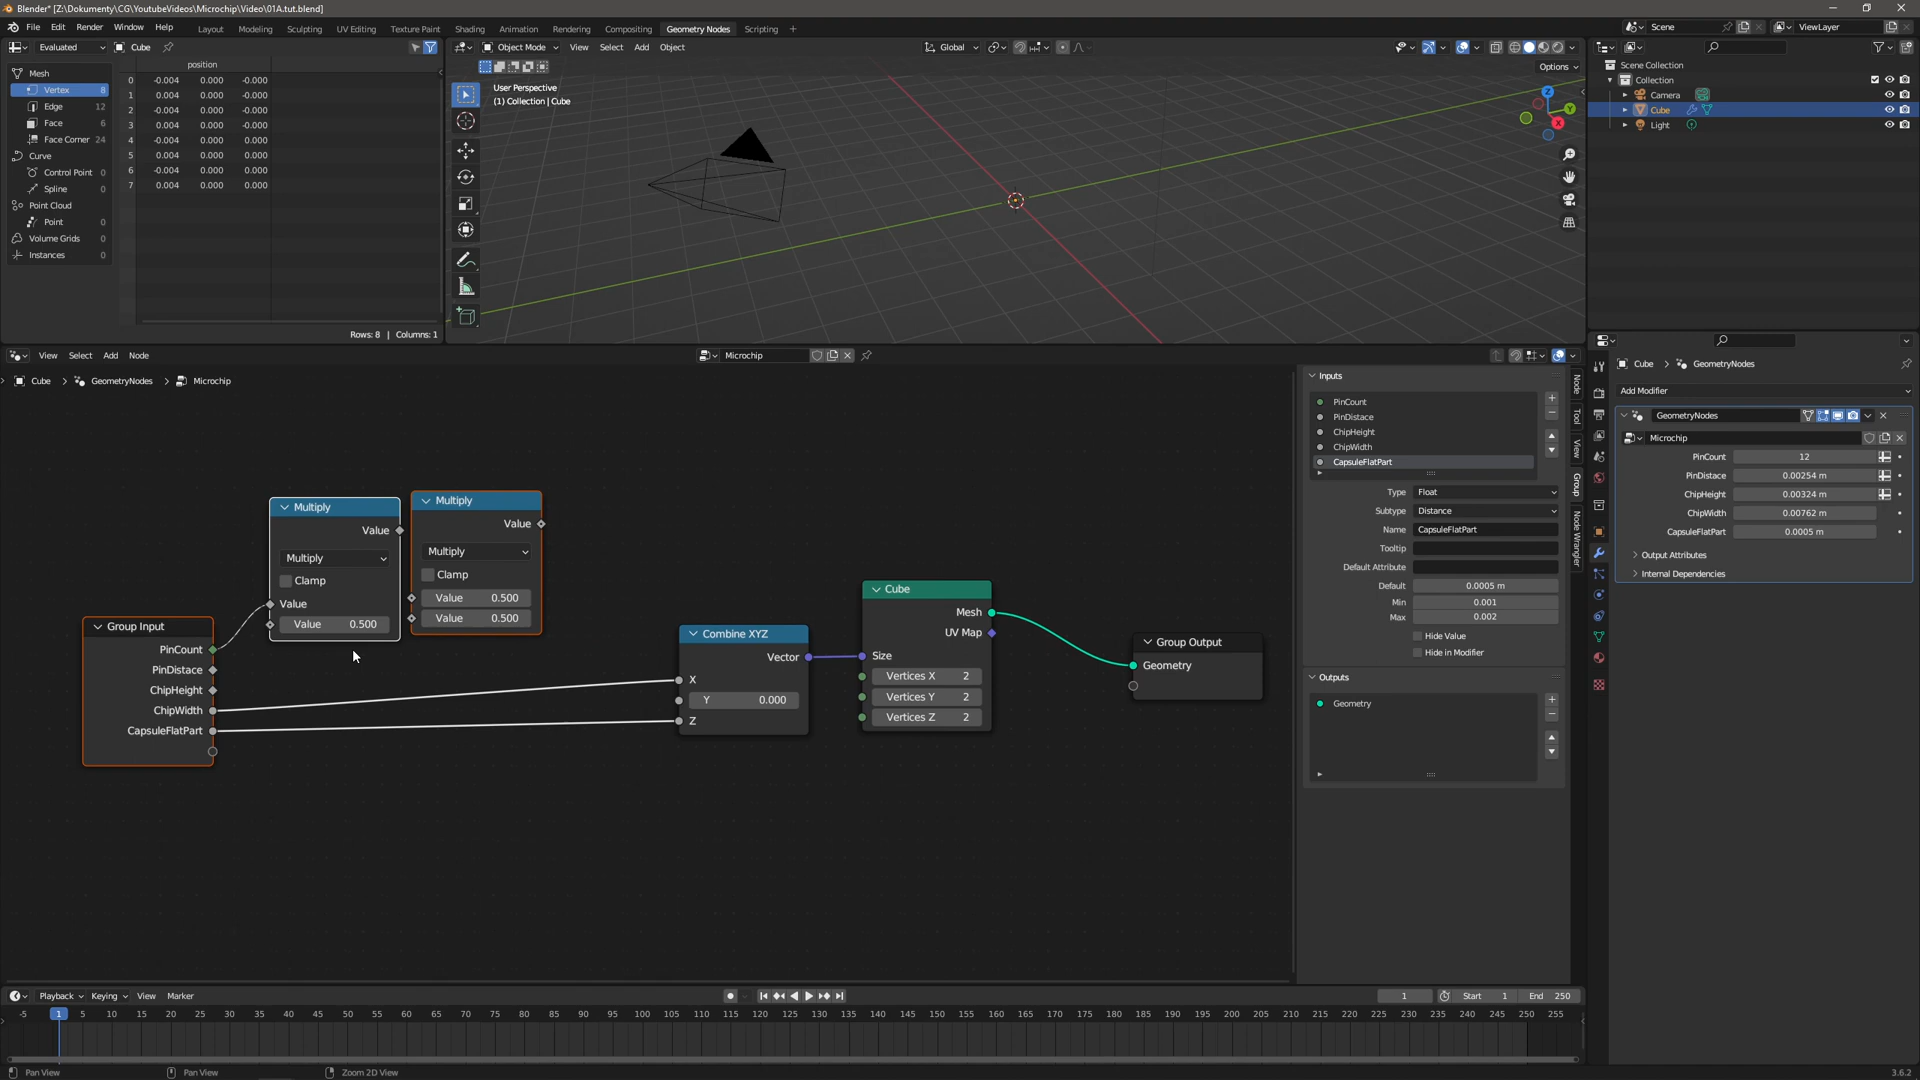 Blender* [Z:\Dokumenty\CG\YoutubeVideos\Microchip\Video\01A.tut.blend]
File Edit Render Window Help Layout Modeling Sculpting UV Editing Texture Paint Shading Animation Rendering Compositing Geometry Nodes Scripting + Scene ViewLayer
Evaluated Cube
position
Mesh
Vertex 8
Edge 12
Face 6
Face Corner 24
Curve
Control Point 0
Spline 0
Point Cloud
Point 0
Volume Grids 0
Instances 0
0 -0.004 0.000 -0.000
1 0.004 0.000 -0.000
2 -0.004 0.000 -0.000
3 0.004 0.000 -0.000
4 -0.004 0.000 0.000
5 0.004 0.000 0.000
6 -0.004 0.000 0.000
7 0.004 0.000 0.000
Rows: 8 | Columns: 1
Object Mode View Select Add Object Global
Options
User Perspective
(1) Collection | Cube
Z
Y
X
Scene Collection
Collection
Camera
Cube
Light
View Select Add Node Microchip
Cube > GeometryNodes > Microchip
Multiply
Value
Multiply
Clamp
Value
Value 0.500
Multiply
Value
Multiply
Clamp
Value 0.500
Value 0.500
Group Input
PinCount
PinDistace
ChipHeight
ChipWidth
CapsuleFlatPart
Combine XYZ
Vector
X
Y 0.000
Z
Cube
Mesh
UV Map
Size
Vertices X 2
Vertices Y 2
Vertices Z 2
Group Output
Geometry
Inputs
PinCount
PinDistace
ChipHeight
ChipWidth
CapsuleFlatPart
Type Float
Subtype Distance
Name CapsuleFlatPart
Tooltip
Default Attribute
Default 0.0005 m
Min 0.001
Max 0.002
Hide Value
Hide in Modifier
Outputs
Geometry
Node
Tool
View
Group
Node Wrangler
Cube > GeometryNodes
Add Modifier
GeometryNodes
Microchip
PinCount 12
PinDistace 0.00254 m
ChipHeight 0.00324 m
ChipWidth 0.00762 m
CapsuleFlatPart 0.0005 m
Output Attributes
Internal Dependencies
Playback Keying View Marker 1 Start 1 End 250
-5 1 5 10 15 20 25 30 35 40 45 50 55 60 65 70 75 80 85 90 95 100 105 110 115 120 125 130 135 140 145 150 155 160 165 170 175 180 185 190 195 200 205 210 215 220 225 230 235 240 245 250 255
Pan View Pan View Zoom 2D View 3.6.2